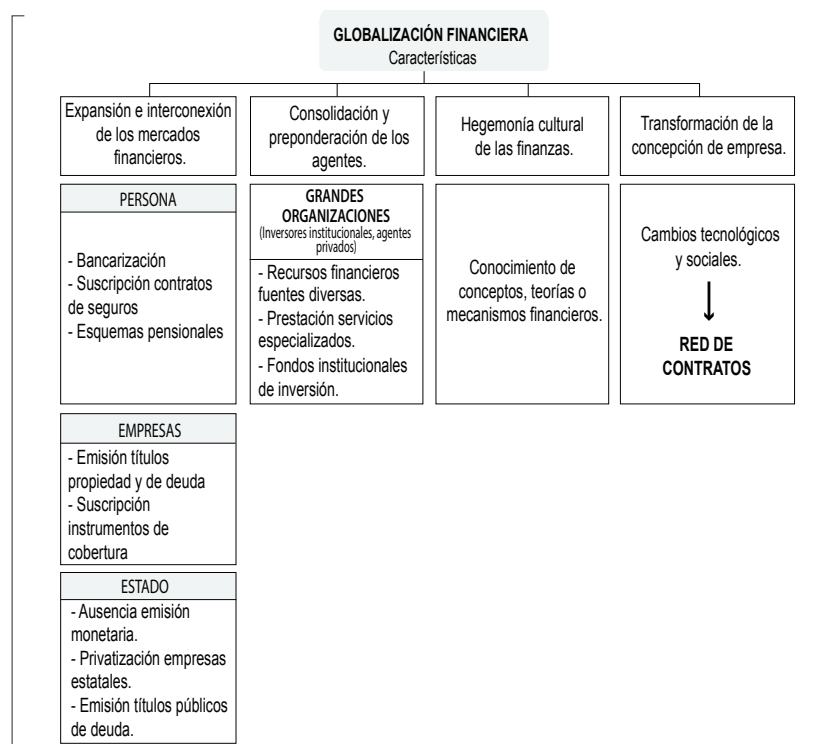 GLOBALIZACIÓN FINANCIERA
Características
Expansión e interconexión
de los mercados
financieros.
PERSONA
- Bancarización
- Suscripción contratos
de seguros
- Esquemas pensionales
EMPRESAS
- Emisión títulos
propiedad y de deuda
- Suscripción
instrumentos de
cobertura
ESTADO
- Ausencia emisión
monetaria.
- Privatización empresas
estatales.
- Emisión títulos públicos
de deuda.
Consolidación y
preponderación de los
agentes.
GRANDES
ORGANIZACIONES
(Inversores institucionales, agentes
privados)
- Recursos financieros
fuentes diversas.
- Prestación servicios
especializados.
- Fondos institucionales
de inversión.
Hegemonía cultural
de las finanzas.
Conocimiento de
conceptos, teorías o
mecanismos financieros.
Transformación de la
concepción de empresa.
Cambios tecnológicos
y sociales.
RED DE
CONTRATOS